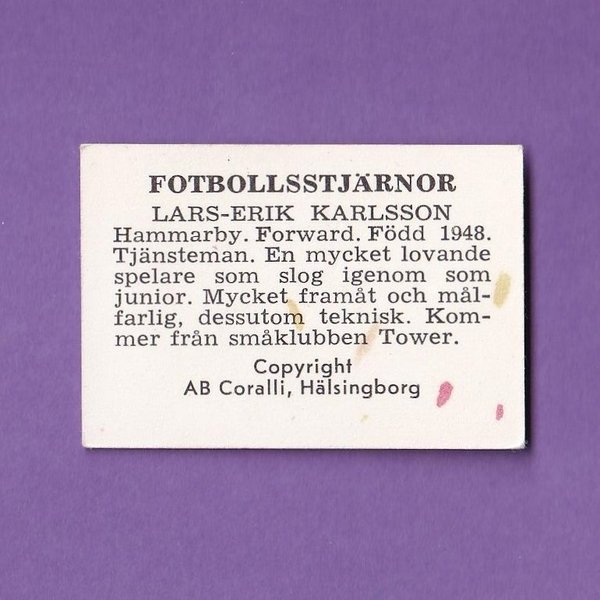 FOTBOLLSSTJÄRNOR
LARS-ERIK KARLSSON
Hammarby. Forward. Född 1948.
Tjänsteman. En mycket lovande
spelare som slog igenom som
junior. Mycket framåt och mål-
farlig, dessutom teknisk. Kom-
mer från småklubben Tower.
Copyright
AB Coralli, Hälsingborg